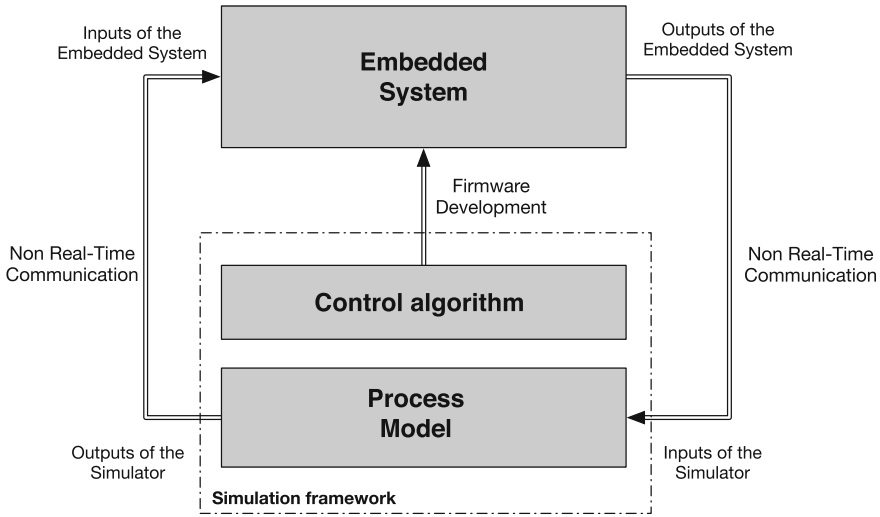 Inputs of the
Embedded System
Outputs of the
Embedded System
Embedded
System
Firmware
Development
Non Real-Time
Communication
Non Real-Time
Communication
Control algorithm
Process
Model
Outputs of the
Simulator
Inputs of the
Simulator
Simulation framework